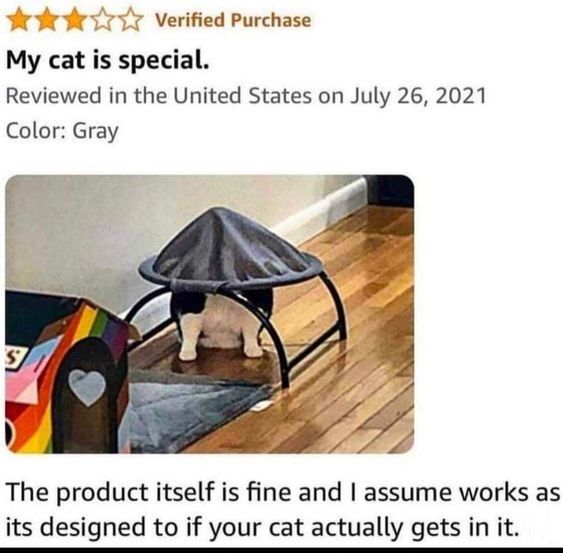 Verified Purchase
My cat is special.
Reviewed in the United States on July 26, 2021
Color: Gray
S
The product itself is fine and I assume works as
its designed to if your cat actually gets in it.